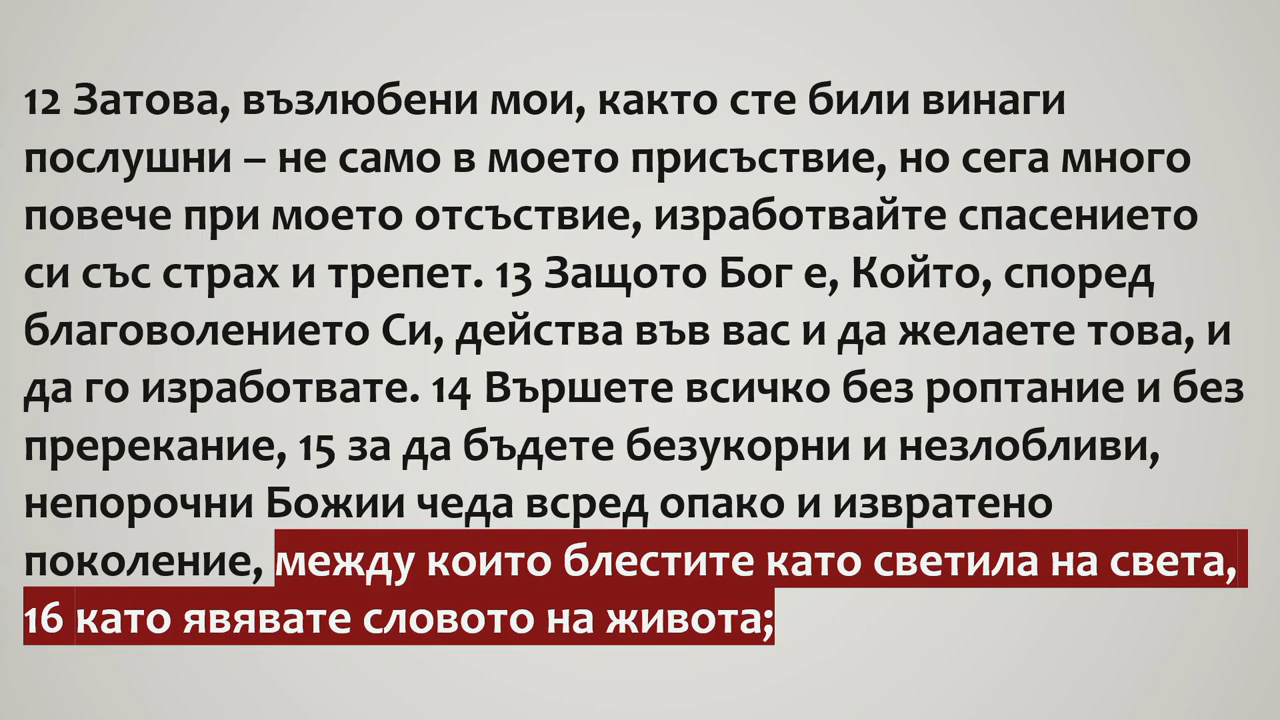 12 Затова, възлюбени мои, както сте били винаги
послушни – не само в моето присъствие, но сега много
повече при моето отсъствие, изработвайте спасението
си със страх и трепет. 13 Защото Бог е, Който, според
благоволението Си, действа във вас и да желаете това, и
да го изработвате. 14 Вършете всичко без роптание и без
пререкание, 15 за да бъдете безукорни и незлобливи,
непорочни Божии чеда всред опако и извратено
поколение, между които блестите като светила на света,
16 като явявате словото на живота;